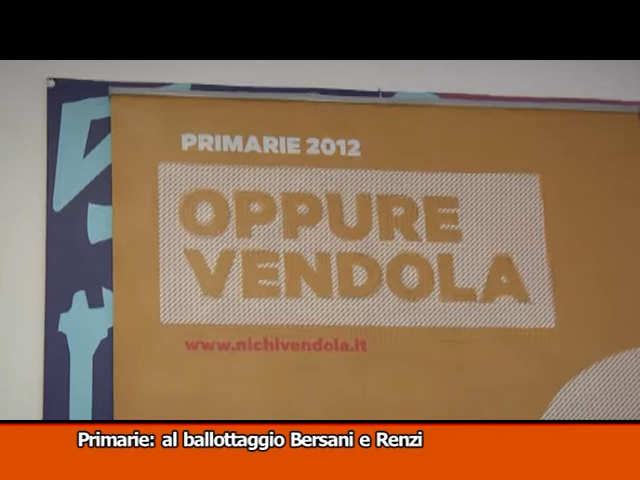 PRIMARIE 2012
OPPURE
VENDOLA
www.nichivendola.it
Primarie: al ballottaggio Bersani e Renzi